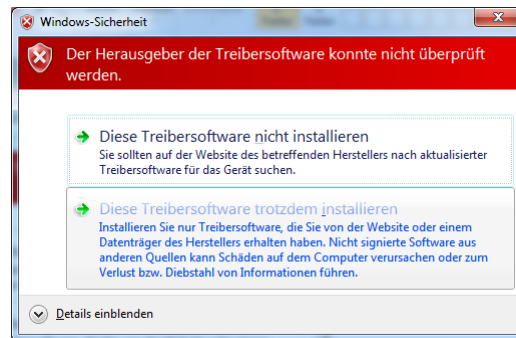 Windows-Sicherheit
Der Herausgeber der Treibersoftware konnte nicht überprüft
werden.
Diese Treibersoftware nicht installieren
Sie sollten auf der Website des betreffenden Herstellers nach aktualisierter
Treibersoftware für das Gerät suchen.
Diese Treibersoftware trotzdem installieren
Installieren Sie nur Treibersoftware, die Sie von der Website oder einem
Datenträger des Herstellers erhalten haben. Nicht signierte Software aus
anderen Quellen kann Schäden auf dem Computer verursachen oder zum
Verlust bzw. Diebstahl von Informationen führen.
Details einblenden